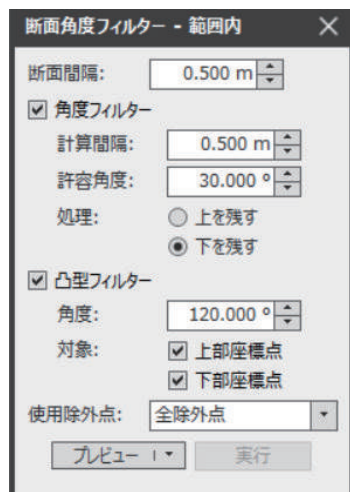 断面角度フィルター - 範囲内
断面間隔: 0.500 m
角度フィルター
計算間隔: 0.500 m
許容角度: 30.000 º
処理: 上を残す
下を残す
凸型フィルター
角度: 120.000 º
対象: 上部座標点
下部座標点
使用除外点: 全除外点
プレビュー 実行